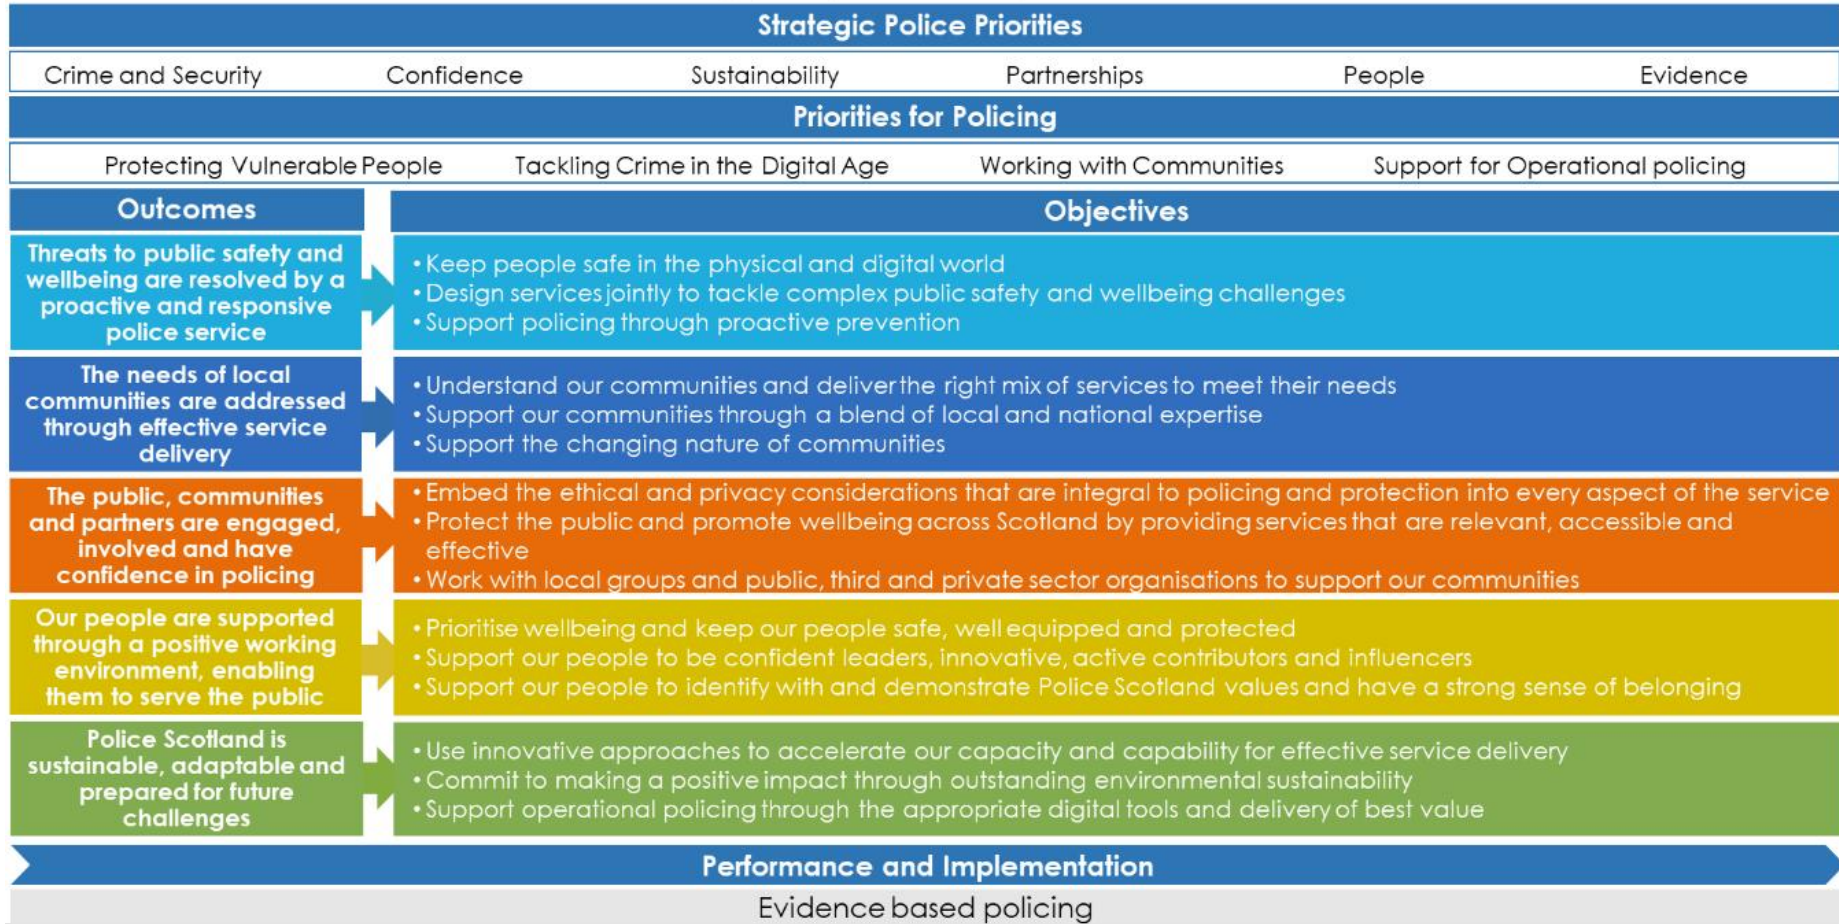 Strategic Police Priorities
Crime and Security Confidence Sustainability Partnerships People Evidence
Priorities for Policing
Protecting Vulnerable People Tackling Crime in the Digital Age Working with Communities Support for Operational policing
Outcomes
Objectives
Threats to public safety and
wellbeing are resolved by a
proactive and responsive
police service
• Keep people safe in the physical and digital world
• Design services jointly to tackle complex public safety and wellbeing challenges
• Support policing through proactive prevention
The needs of local
communities are addressed
through effective service
delivery
• Understand our communities and deliver the right mix of services to meet their needs
• Support our communities through a blend of local and national expertise
• Support the changing nature of communities
The public, communities
and partners are engaged,
involved and have
confidence in policing
• Embed the ethical and privacy considerations that are integral to policing and protection into every aspect of the service
• Protect the public and promote wellbeing across Scotland by providing services that are relevant, accessible and
effective
• Work with local groups and public, third and private sector organisations to support our communities
Our people are supported
through a positive working
environment, enabling
them to serve the public
• Prioritise wellbeing and keep our people safe, well equipped and protected
• Support our people to be confident leaders, innovative, active contributors and influencers
• Support our people to identify with and demonstrate Police Scotland values and have a strong sense of belonging
Police Scotland is
sustainable, adaptable and
prepared for future
challenges
• Use innovative approaches to accelerate our capacity and capability for effective service delivery
• Commit to making a positive impact through outstanding environmental sustainability
• Support operational policing through the appropriate digital tools and delivery of best value
Performance and Implementation
Evidence based policing